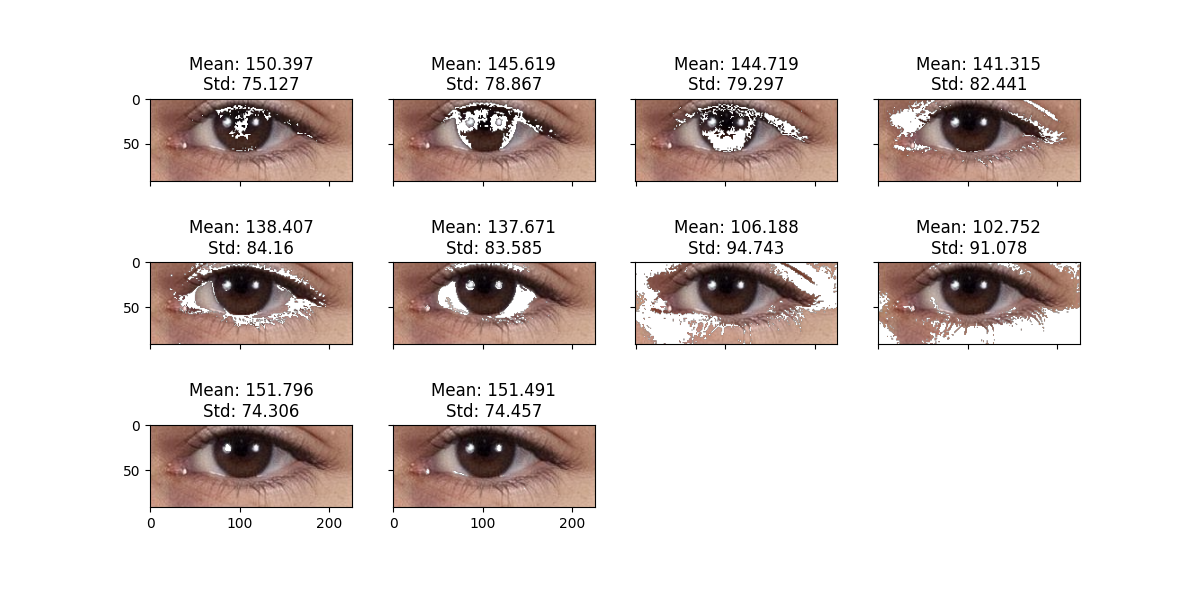 Mean: 150.397
Std: 75.127
Mean: 145.619
Std: 78.867
Mean: 144.719
Std: 79.297
Mean: 141.315
Std: 82.441
0
50
Mean: 138.407
Std: 84.16
Mean: 137.671
Std: 83.585
Mean: 106.188
Std: 94.743
Mean: 102.752
Std: 91.078
0
50
Mean: 151.796
Std: 74.306
Mean: 151.491
Std: 74.457
0
50
0 100 200
0 100 200